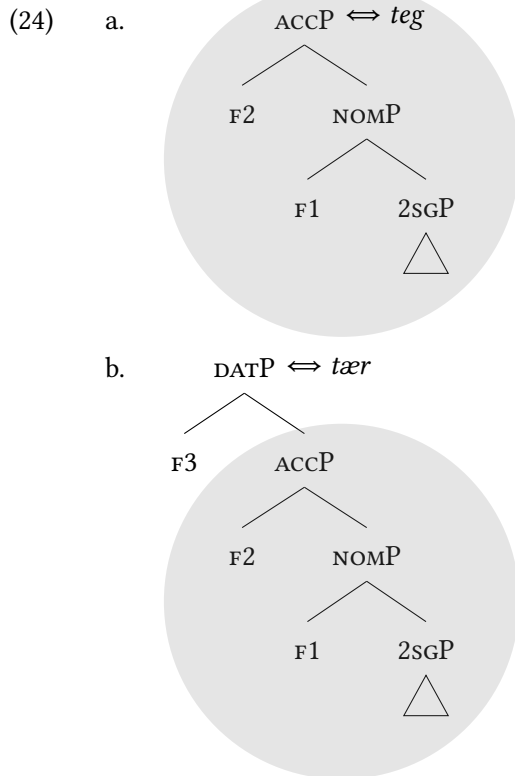 (24) a. ACCP ⇔ teg
F2 NOMP
F1 2SGP
b. DATP ⇔ tær
F3 ACCP
F2 NOMP
F1 2SGP